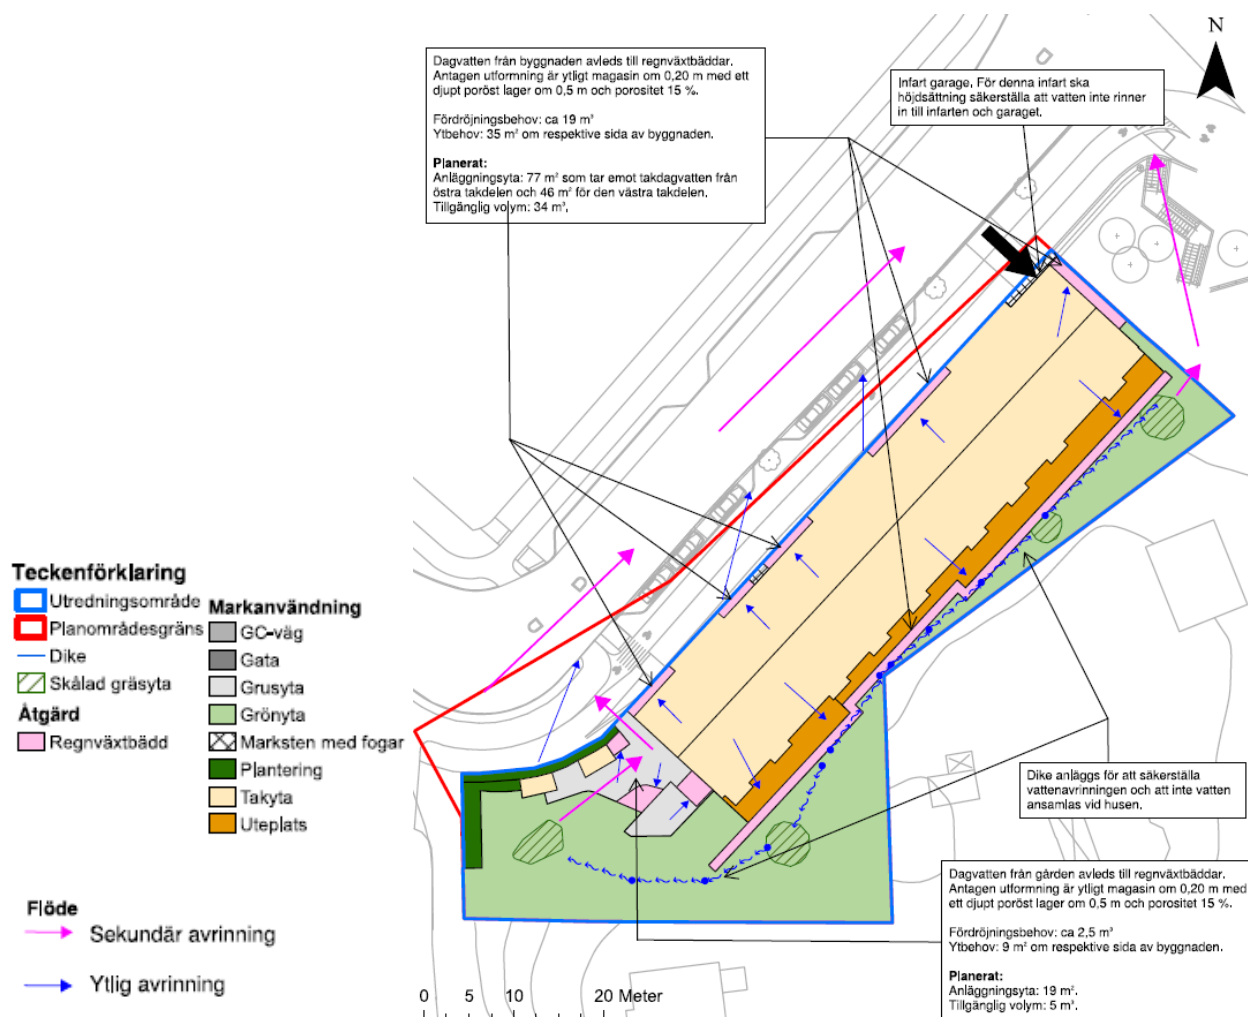 Dagvatten från byggnaden avleds till regnväxtbäddar.
Antagen utformning är ytligt magasin om 0,20 m med ett
djupt poröst lager om 0,5 m och porositet 15 %.
Fördröjningsbehov: ca 19 m³
Ytbehov: 35 m² om respektive sida av byggnaden.
Planerat:
Anläggningsyta: 77 m² som tar emot takdagvatten från
östra takdelen och 46 m² för den västra takdelen.
Tillgänglig volym: 34 m³.
Infart garage, För denna infart ska
höjdsättning säkerställa att vatten inte rinner
in till infarten och garaget.
N
Teckenförklaring
Utredningsområde
Planområdesgräns
Dike
Skålad gräsyta
Åtgärd
Regnväxtbädd
Markanvändning
GC-väg
Gata
Grusyta
Grönyta
Marksten med fogar
Plantering
Takyta
Uteplats
Flöde
Sekundär avrinning
Ytlig avrinning
Dike anläggs för att säkerställa
vattenavrinningen och att inte vatten
ansamlas vid husen.
Dagvatten från gården avleds till regnväxtbäddar.
Antagen utformning är ytligt magasin om 0,20 m med
ett djupt poröst lager om 0,5 m och porositet 15 %.
Fördröjningsbehov: ca 2,5 m³
Ytbehov: 9 m² om respektive sida av byggnaden.
Planerat:
Anläggningsyta: 19 m².
Tillgänglig volym: 5 m³.
0 5 10 20 Meter